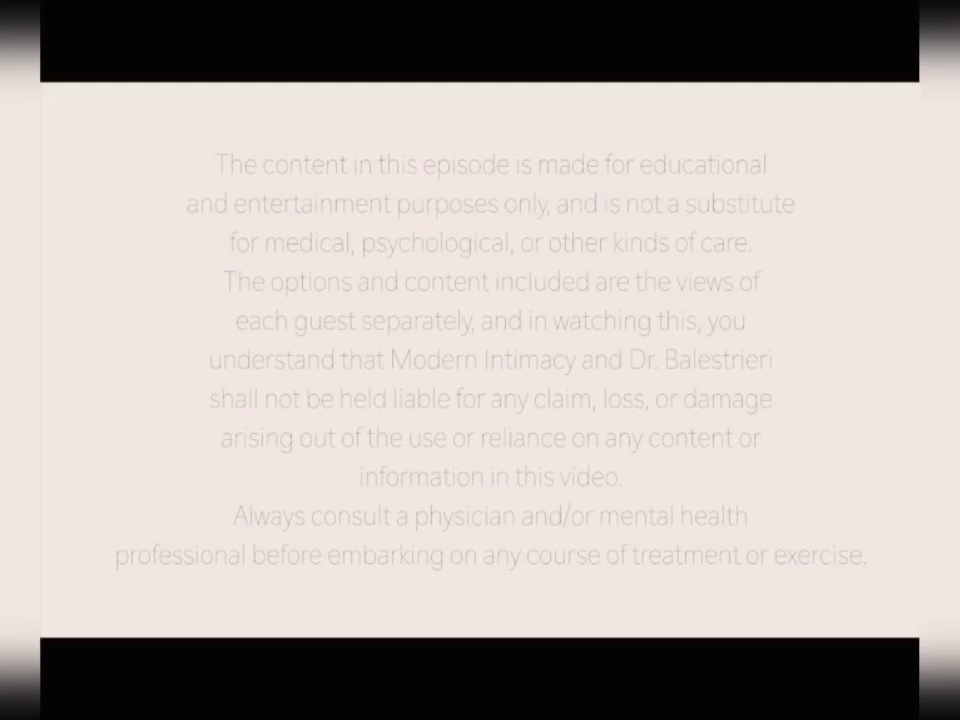 The content in this episode is made for educational
and entertainment purposes only, and is not a substitute
for medical, psychological, or other kinds of care.
The options and content included are the views of
each guest separately, and in watching this, you
understand that Modern Intimacy and Dr. Balestrieri
shall not be held liable for any claim, loss, or damage
arising out of the use or reliance on any content or
information in this video.
Always consult a physician and/or mental health
professional before embarking on any course of treatment or exercise.